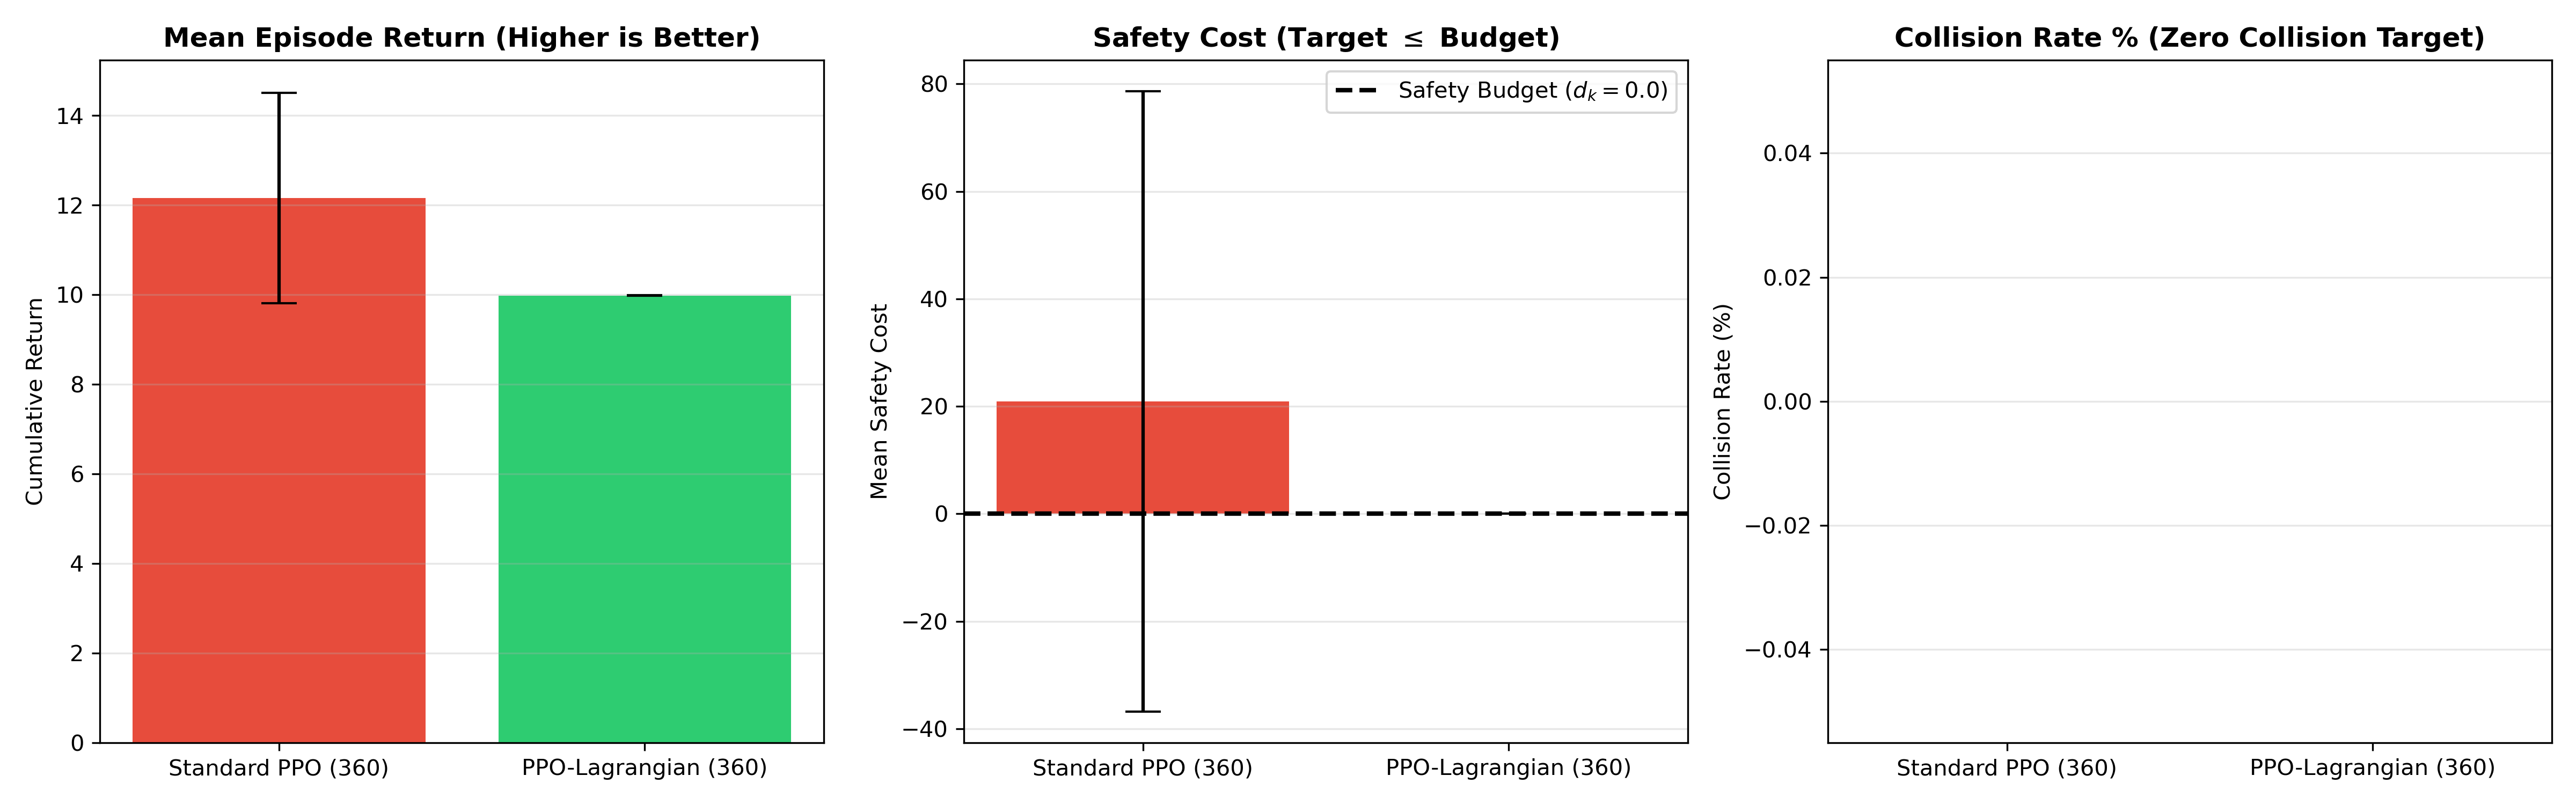 Mean Episode Return (Higher is Better)
Cumulative Return
14
12
10
8
6
4
2
0
Standard PPO (360)
PPO-Lagrangian (360)
Safety Cost (Target ≤ Budget)
Mean Safety Cost
80
60
40
20
0
−20
−40
Safety Budget (dₖ = 0.0)
Standard PPO (360)
PPO-Lagrangian (360)
Collision Rate % (Zero Collision Target)
Collision Rate (%)
0.04
0.02
0.00
−0.02
−0.04
Standard PPO (360)
PPO-Lagrangian (360)